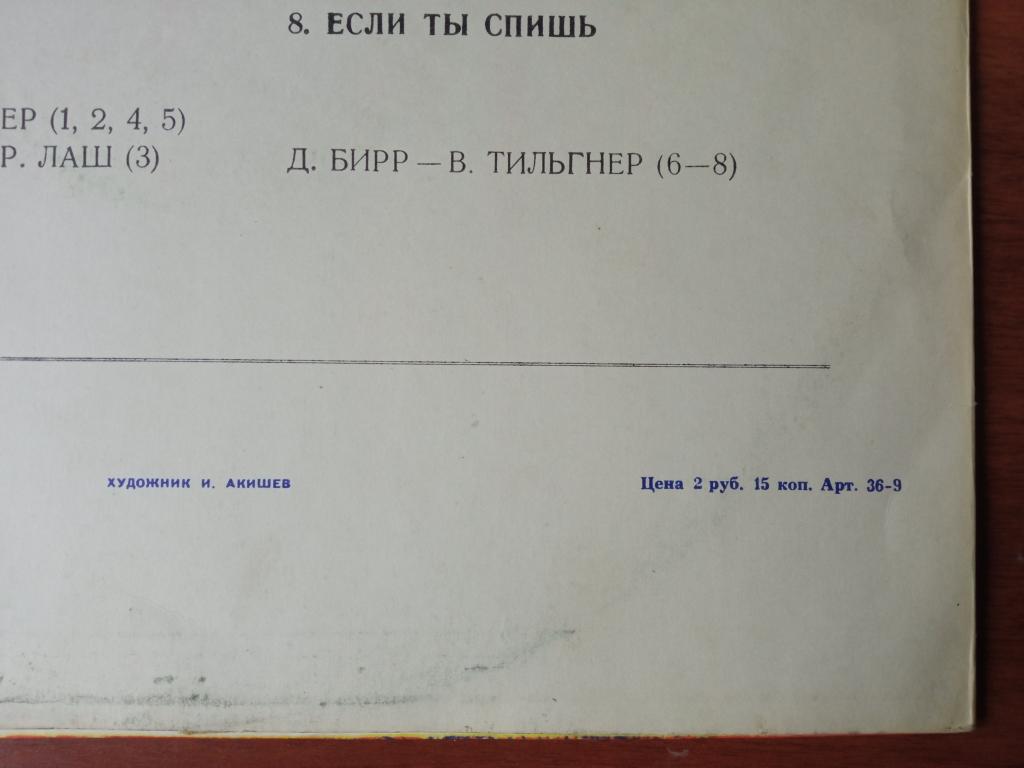 8. ЕСЛИ ТЫ СПИШЬ
ЕР (1, 2, 4, 5)
Р. ЛАШ (3)
Д. БИРР — В. ТИЛЬГНЕР (6—8)
ХУДОЖНИК И. АКИШЕВ
Цена 2 руб. 15 коп. Арт. 36-9